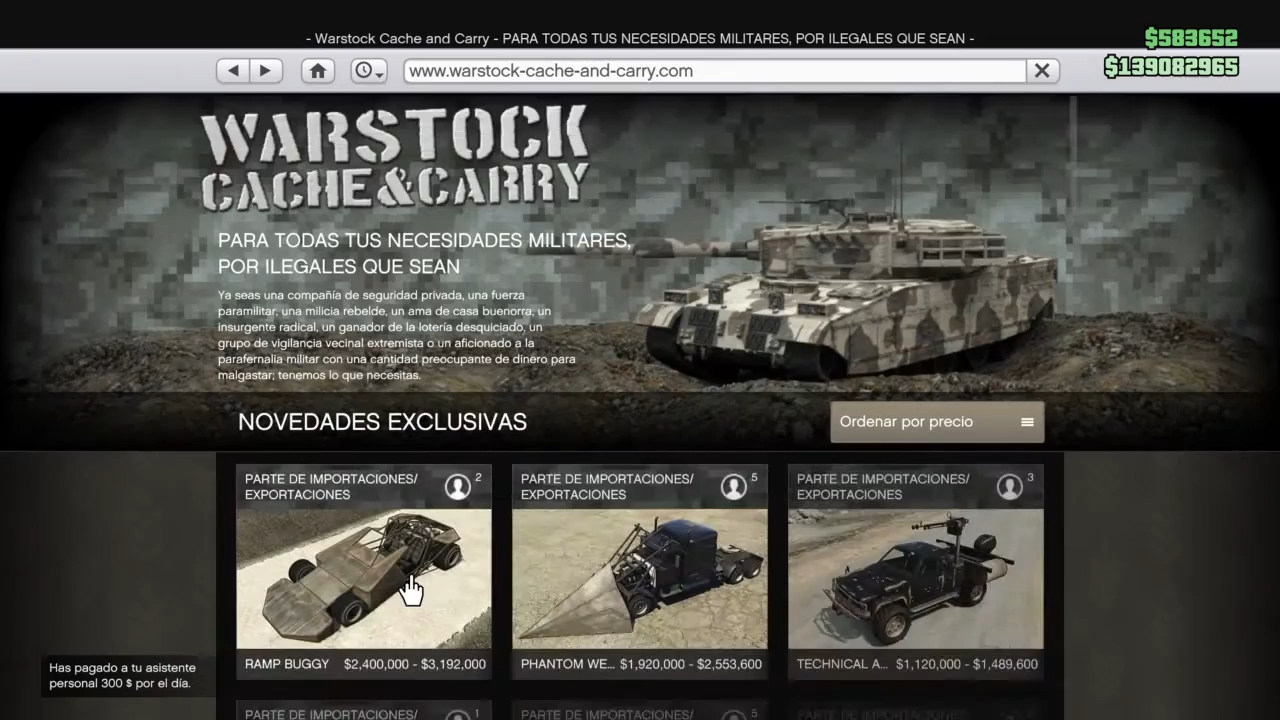 - Warstock Cache and Carry - PARA TODAS TUS NECESIDADES MILITARES, POR ILEGALES QUE SEAN -
$583652
$139082965
www.warstock-cache-and-carry.com
WARSTOCK
CACHE&CARRY
PARA TODAS TUS NECESIDADES MILITARES,
POR ILEGALES QUE SEAN
Ya seas una compañía de seguridad privada, una fuerza
paramilitar, una milicia rebelde, un ama de casa buenorra, un
insurgente radical, un ganador de la lotería desquiciado, un
grupo de vigilancia vecinal extremista o un aficionado a la
parafernalia militar con una cantidad preocupante de dinero para
malgastar; tenemos lo que necesitas.
NOVEDADES EXCLUSIVAS
Ordenar por precio
PARTE DE IMPORTACIONES/
EXPORTACIONES
2
PARTE DE IMPORTACIONES/
EXPORTACIONES
5
PARTE DE IMPORTACIONES/
EXPORTACIONES
3
RAMP BUGGY $2,400,000 - $3,192,000
PHANTOM WE... $1,920,000 - $2,553,600
TECHNICAL A... $1,120,000 - $1,489,600
Has pagado a tu asistente
personal 300 $ por el día.
PARTE DE IMPORTACIONES/
1
PARTE DE IMPORTACIONES/
5
PARTE DE IMPORTACIONES/